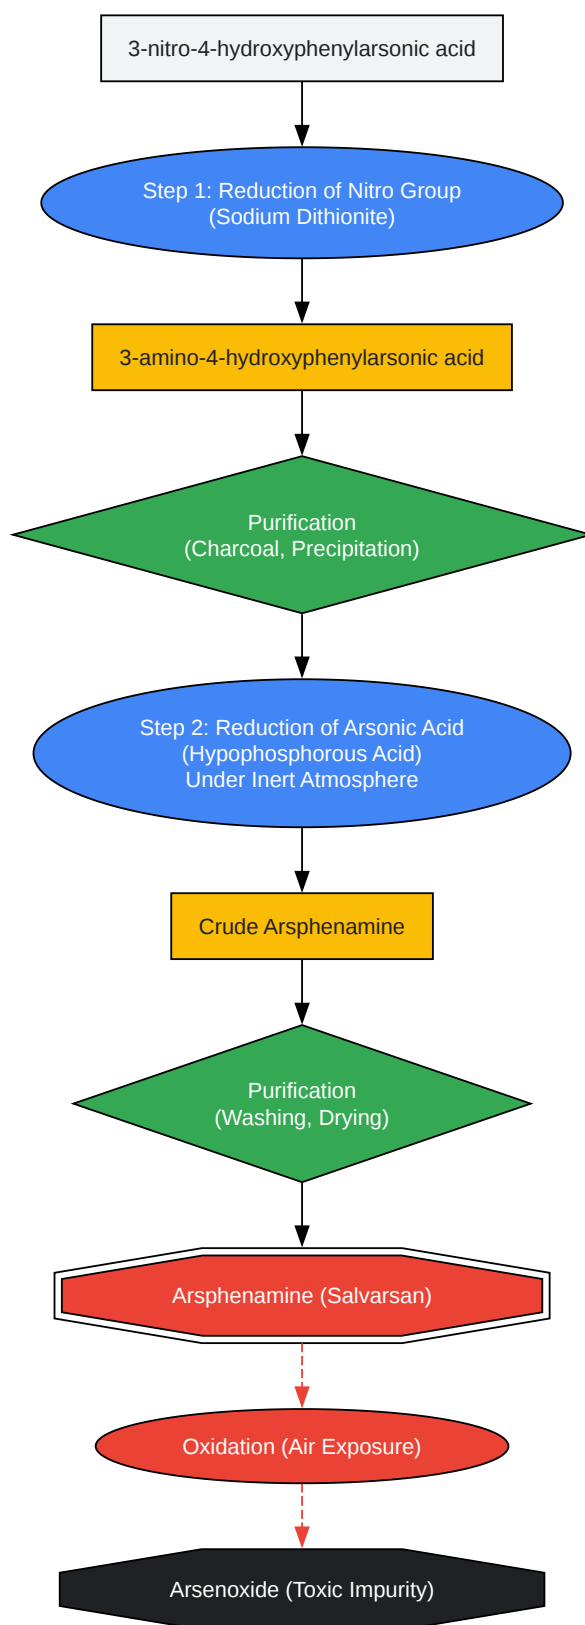 3-nitro-4-hydroxyphenylarsonic acid
Step 1: Reduction of Nitro Group
(Sodium Dithionite)
3-amino-4-hydroxyphenylarsonic acid
Purification
(Charcoal, Precipitation)
Step 2: Reduction of Arsonic Acid
(Hypophosphorous Acid)
Under Inert Atmosphere
Crude Arsphenamine
Purification
(Washing, Drying)
Arsphenamine (Salvarsan)
Oxidation (Air Exposure)
Arsenoxide (Toxic Impurity)